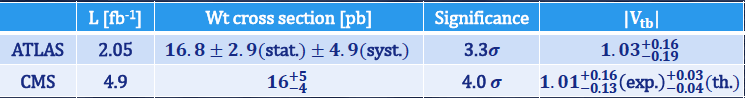 L [fb⁻¹] Wt cross section [pb] Significance |V_tb|
ATLAS 2.05 16.8 ± 2.9(stat.) ± 4.9(syst.) 3.3σ 1.03^{+0.16}_{−0.19}
CMS 4.9 16^{+5}_{−4} 4.0 σ 1.01^{+0.16}_{−0.13}(exp.)^{+0.03}_{−0.04}(th.)